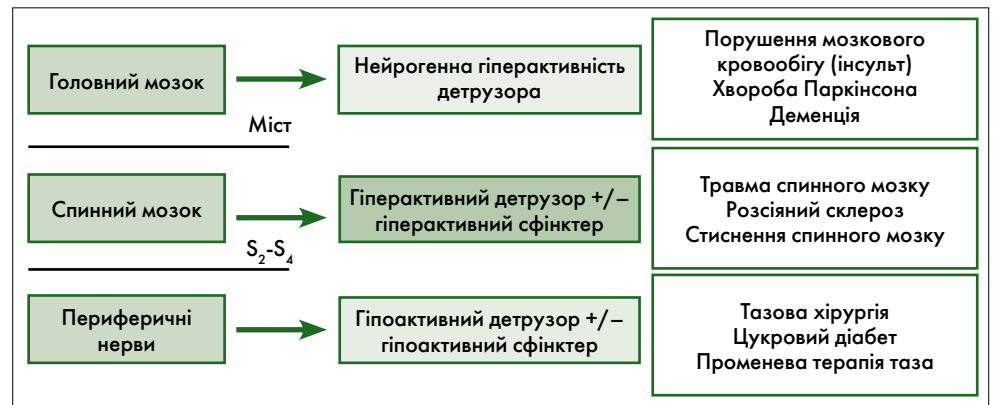 Головний мозок
Нейрогенна гіперактивність
детрузора
Порушення мозкового
кровообігу (інсульт)
Хвороба Паркінсона
Деменція
Міст
Спинний мозок
Гіперактивний детрузор +/–
гіперактивний сфінктер
Травма спинного мозку
Розсіяний склероз
Стиснення спинного мозку
S₂-S₄
Периферичні
нерви
Гіпоактивний детрузор +/–
гіпоактивний сфінктер
Тазова хірургія
Цукровий діабет
Променева терапія таза